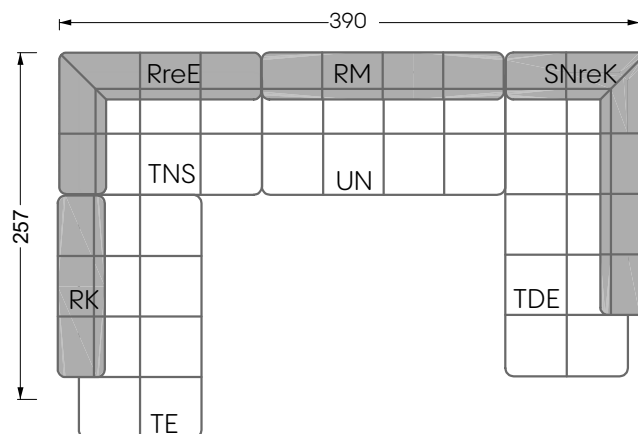 390
RreE RM SNreK
TNS UN
257
RK TDE
TE